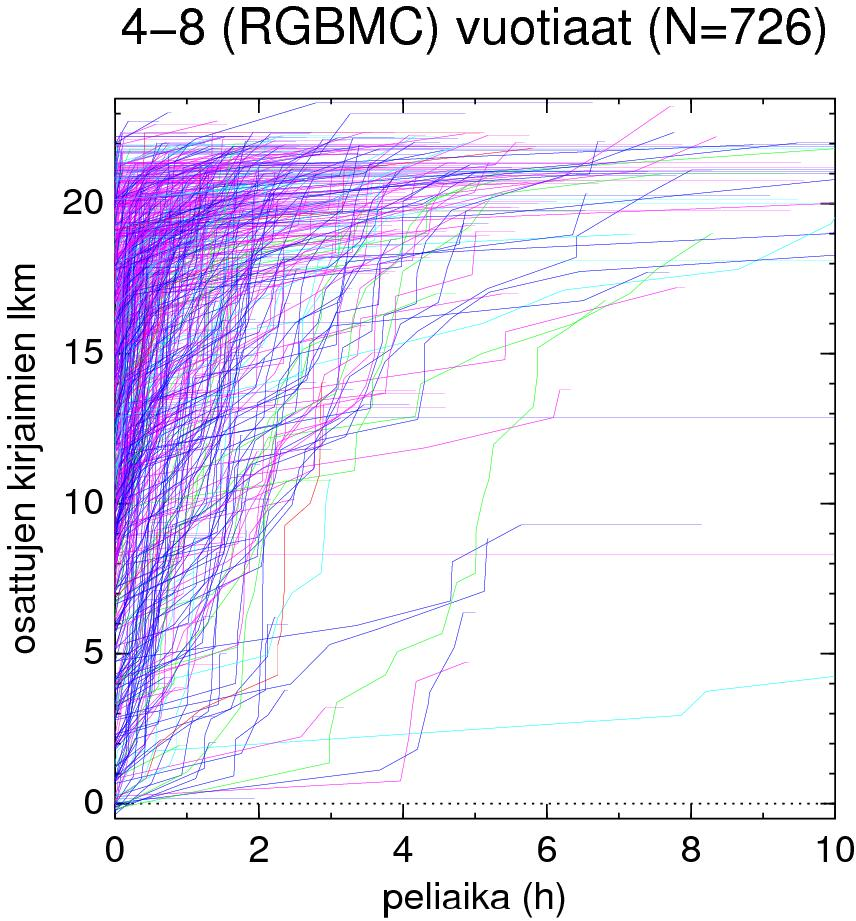 4−8 (RGBMC) vuotiaat (N=726)
20
15
10
5
0
osattujen kirjaimien lkm
0 2 4 6 8 10
peliaika (h)